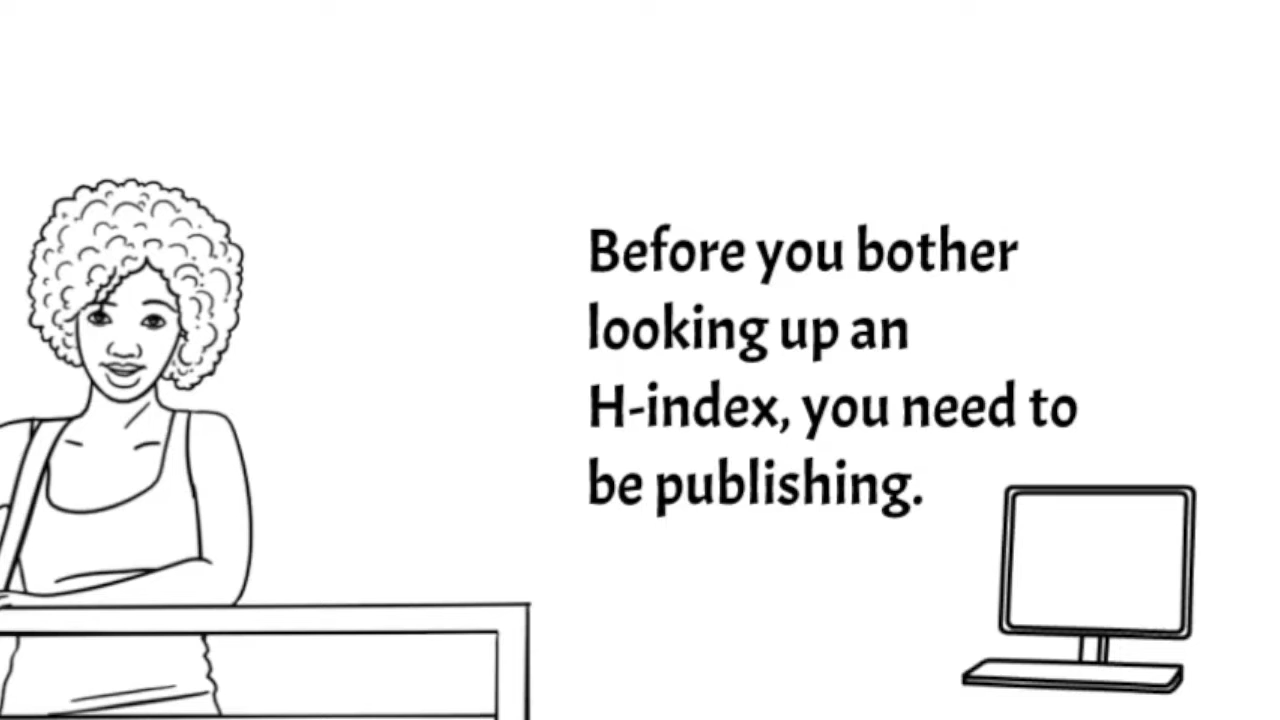 Before you bother
looking up an
H-index, you need to
be publishing.